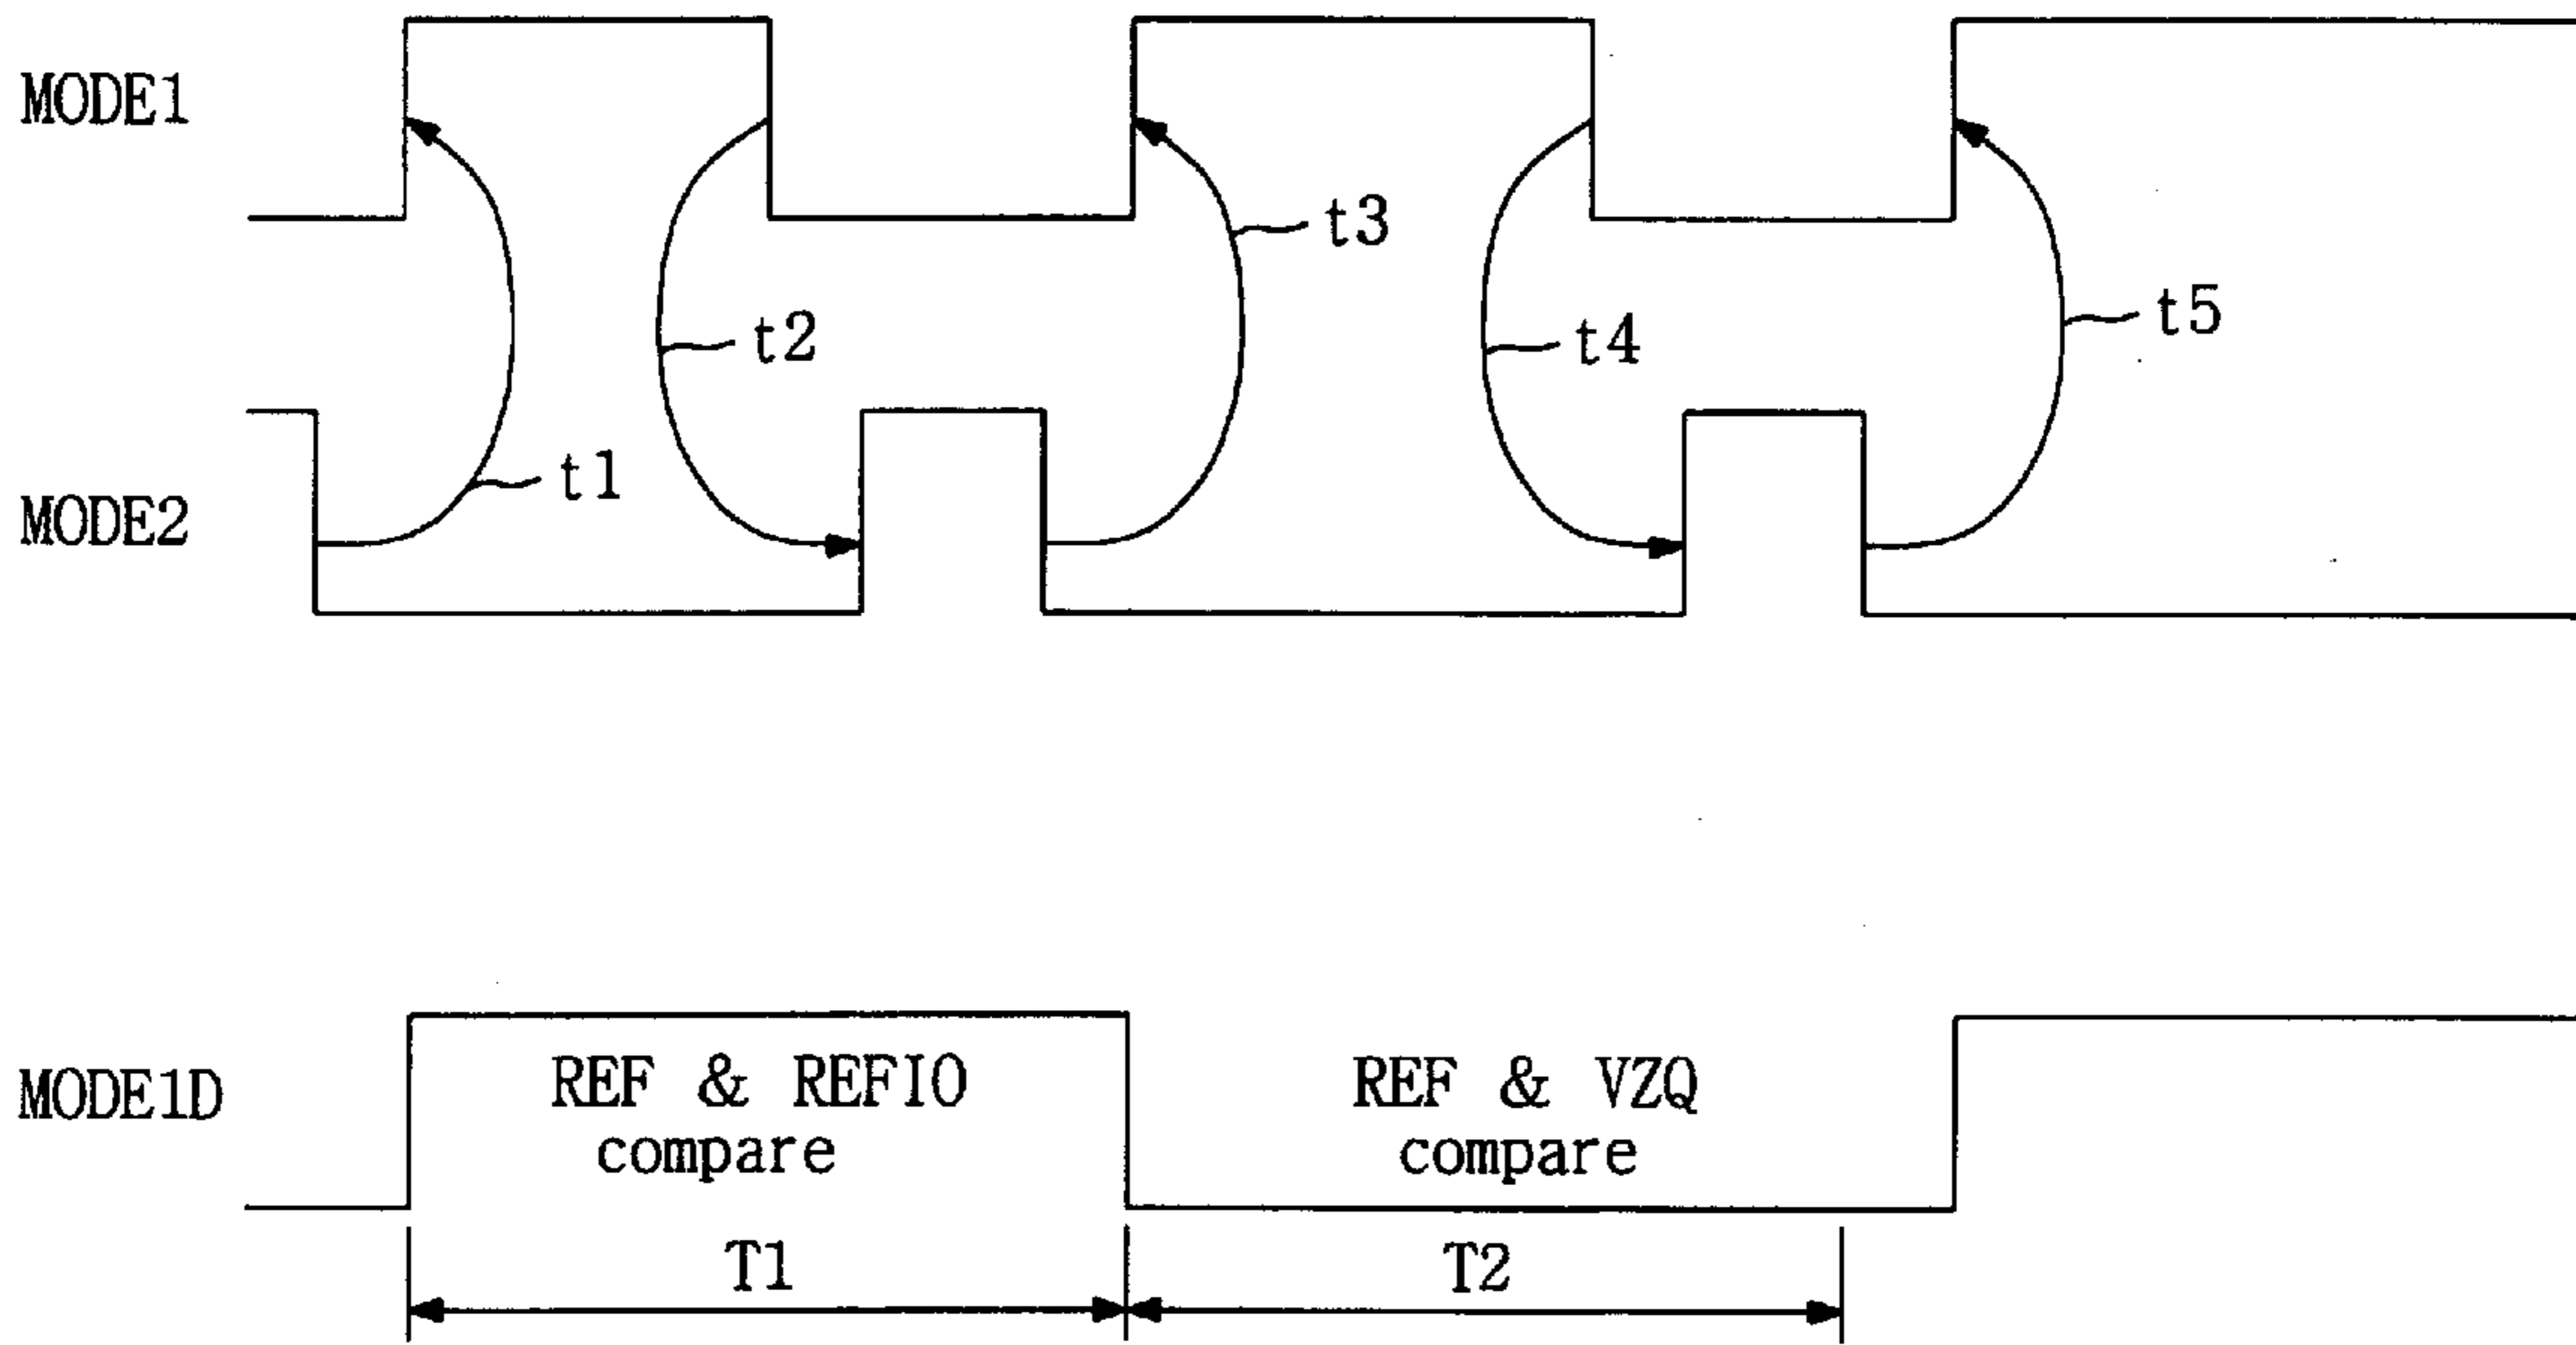 MODE1
t3
t2
t4
t5
t1
MODE2
MODE1D
REF & REFIO
compare
REF & VZQ
compare
T1
T2